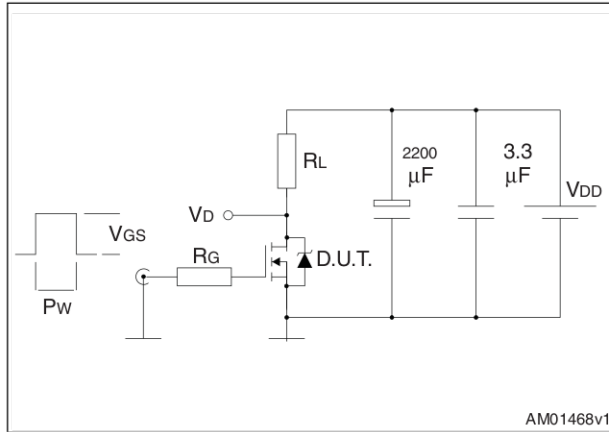 RL
2200
μF
3.3
μF
VDD
VD
VGS
RG
D.U.T.
PW
AM01468v1